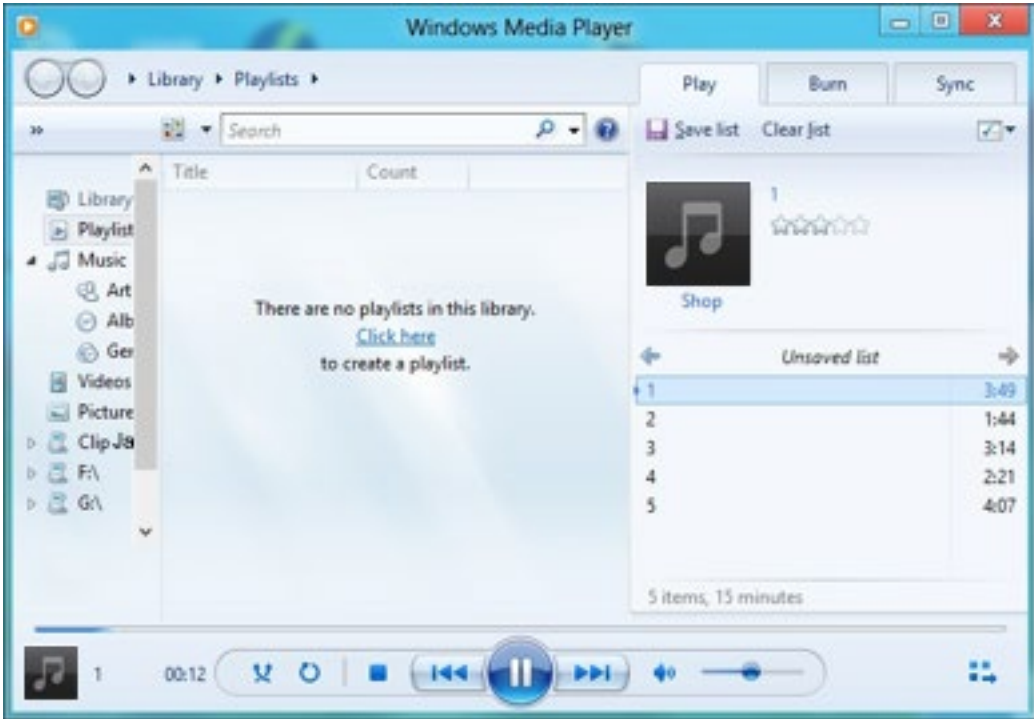 Windows Media Player
Library Playlists
Play Burn Sync
Search
Save list Clear list
Title Count
Library
Playlist
Music
Art
Alb
Gen
Videos
Picture
Clip Ja
F:\
G:\
There are no playlists in this library.
Click here
to create a playlist.
1
Shop
Unsaved list
1 3:49
2 1:44
3 3:14
4 2:21
5 4:07
5 items, 15 minutes
1 00:12